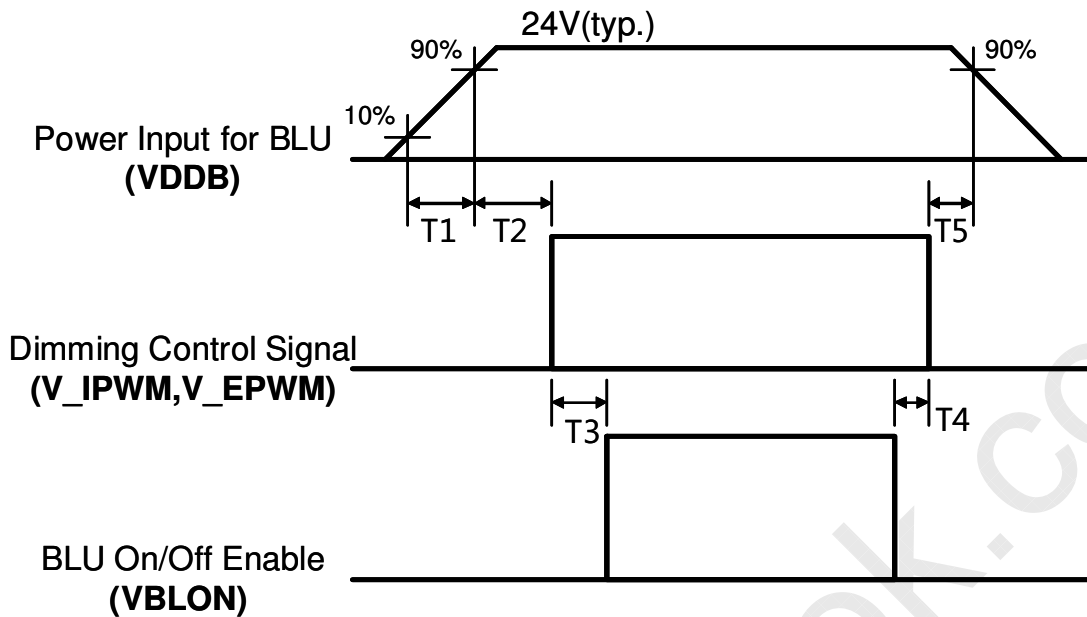 24V(typ.)
90%
90%
10%
Power Input for BLU
(VDDB)
T1
T2
T5
Dimming Control Signal
(V_IPWM,V_EPWM)
T3
T4
BLU On/Off Enable
(VBLON)